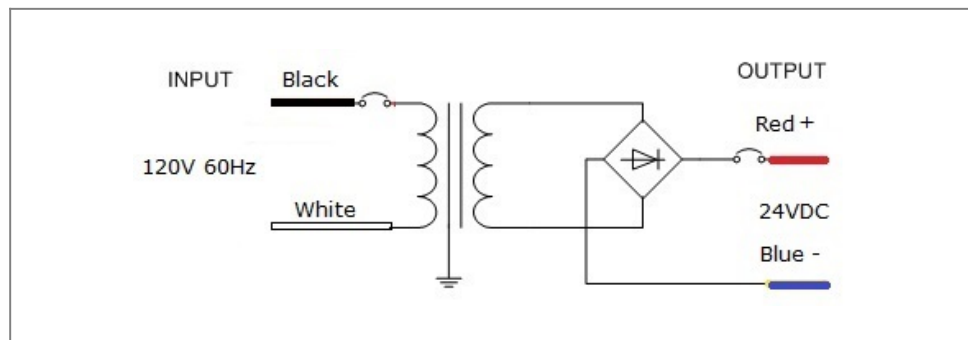 INPUT
Black
OUTPUT
Red +
120V 60Hz
White
24VDC
Blue -